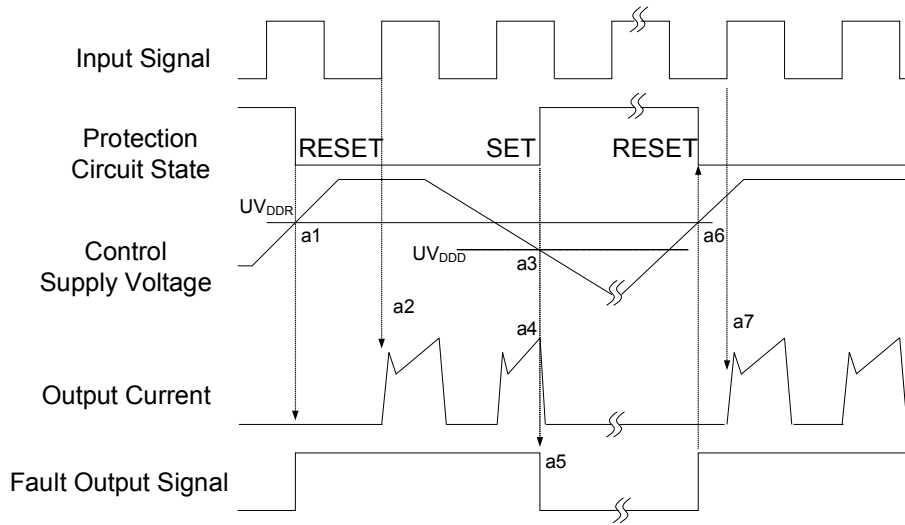 Input Signal
Protection
Circuit State
RESET
SET
RESET
UVDDR
a1
a6
Control
Supply Voltage
UVDDD
a3
a2
a4
a7
Output Current
a5
Fault Output Signal